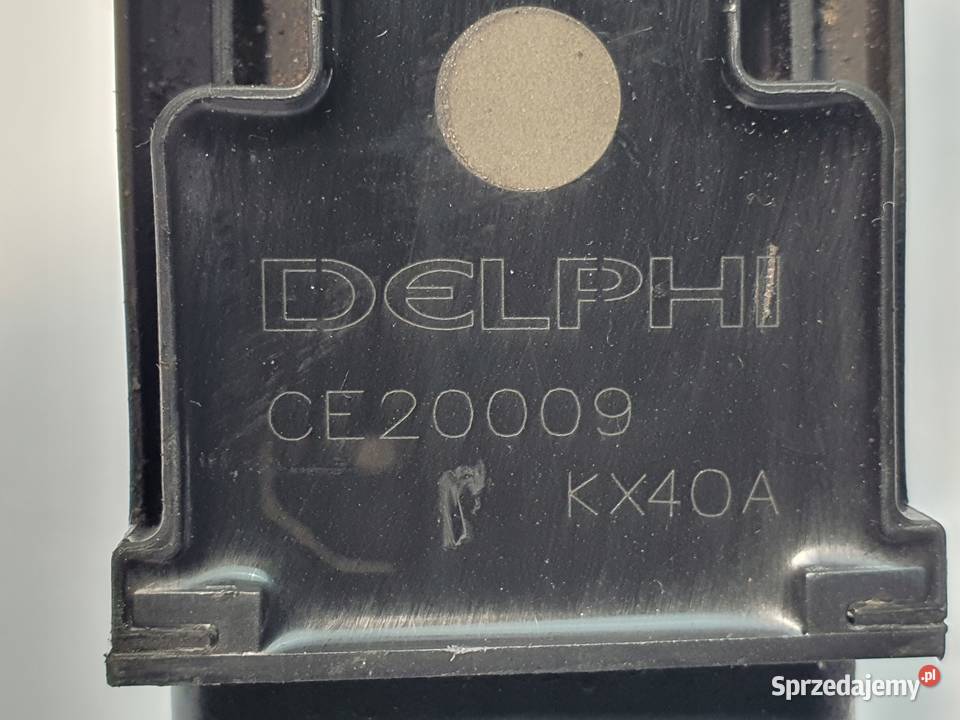 DELPHI
CE20009
KX40A
Sprzedajemy.pl